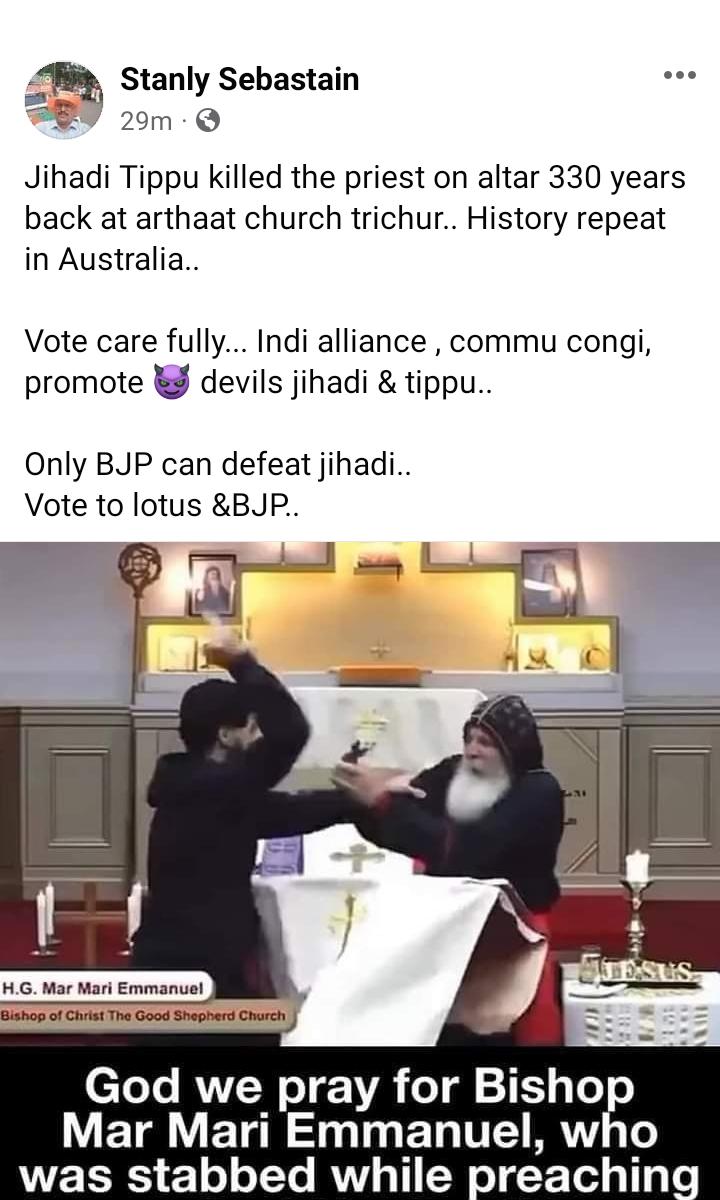 Stanly Sebastain
29m ·
Jihadi Tippu killed the priest on altar 330 years
back at arthaat church trichur.. History repeat
in Australia..
Vote care fully... Indi alliance , commu congi,
promote 😈 devils jihadi & tippu..
Only BJP can defeat jihadi..
Vote to lotus &BJP..
H.G. Mar Mari Emmanuel
Bishop of Christ The Good Shepherd Church
JESUS
God we pray for Bishop
Mar Mari Emmanuel, who
was stabbed while preaching